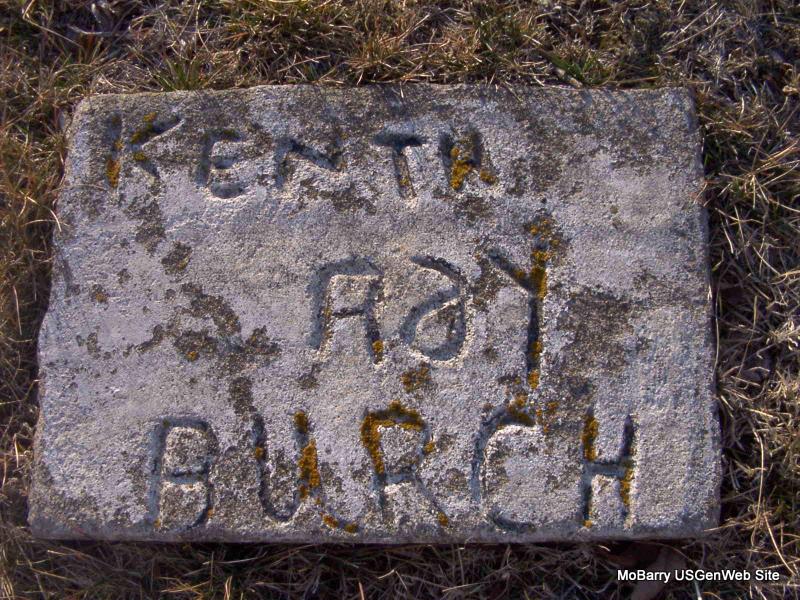 KENTH
RaY
BURCH
MoBarry USGenWeb Site